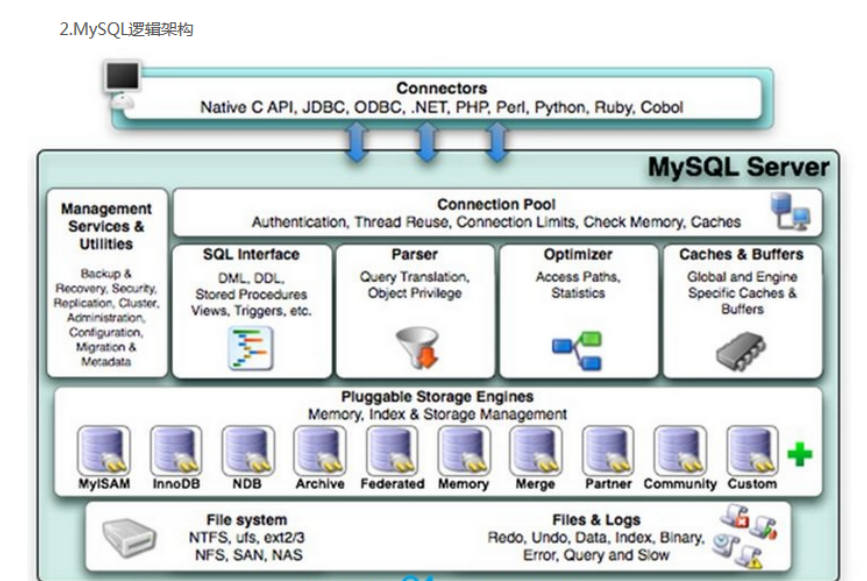 2.MySQL逻辑架构
Connectors
Native C API, JDBC, ODBC, .NET, PHP, Perl, Python, Ruby, Cobol
MySQL Server
Management
Services &
Utilities
Backup &
Recovery, Security,
Replication, Cluster,
Administration,
Configuration,
Migration &
Metadata
Connection Pool
Authentication, Thread Reuse, Connection Limits, Check Memory, Caches
SQL Interface
DML, DDL,
Stored Procedures
Views, Triggers, etc.
Parser
Query Translation,
Object Privilege
Optimizer
Access Paths,
Statistics
Caches & Buffers
Global and Engine
Specific Caches &
Buffers
Pluggable Storage Engines
Memory, Index & Storage Management
MyISAM
InnoDB
NDB
Archive
Federated
Memory
Merge
Partner
Community
Custom
File system
NTFS, ufs, ext2/3
NFS, SAN, NAS
Files & Logs
Redo, Undo, Data, Index, Binary,
Error, Query and Slow